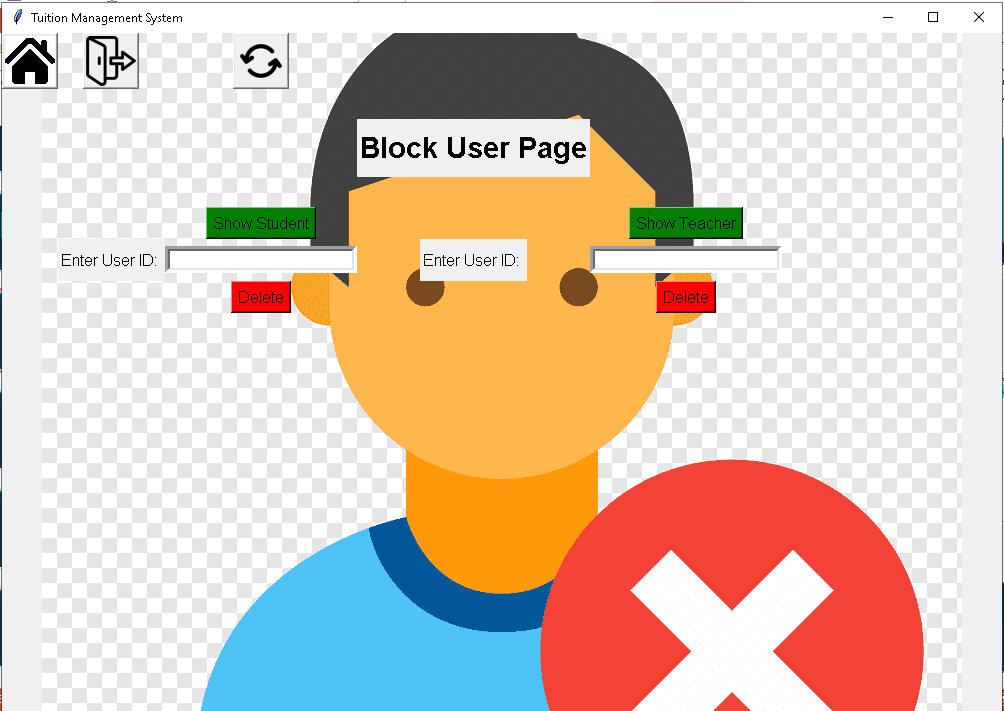 Tuition Management System
Block User Page
Show Student
Show Teacher
Enter User ID:
Enter User ID:
Delete
Delete